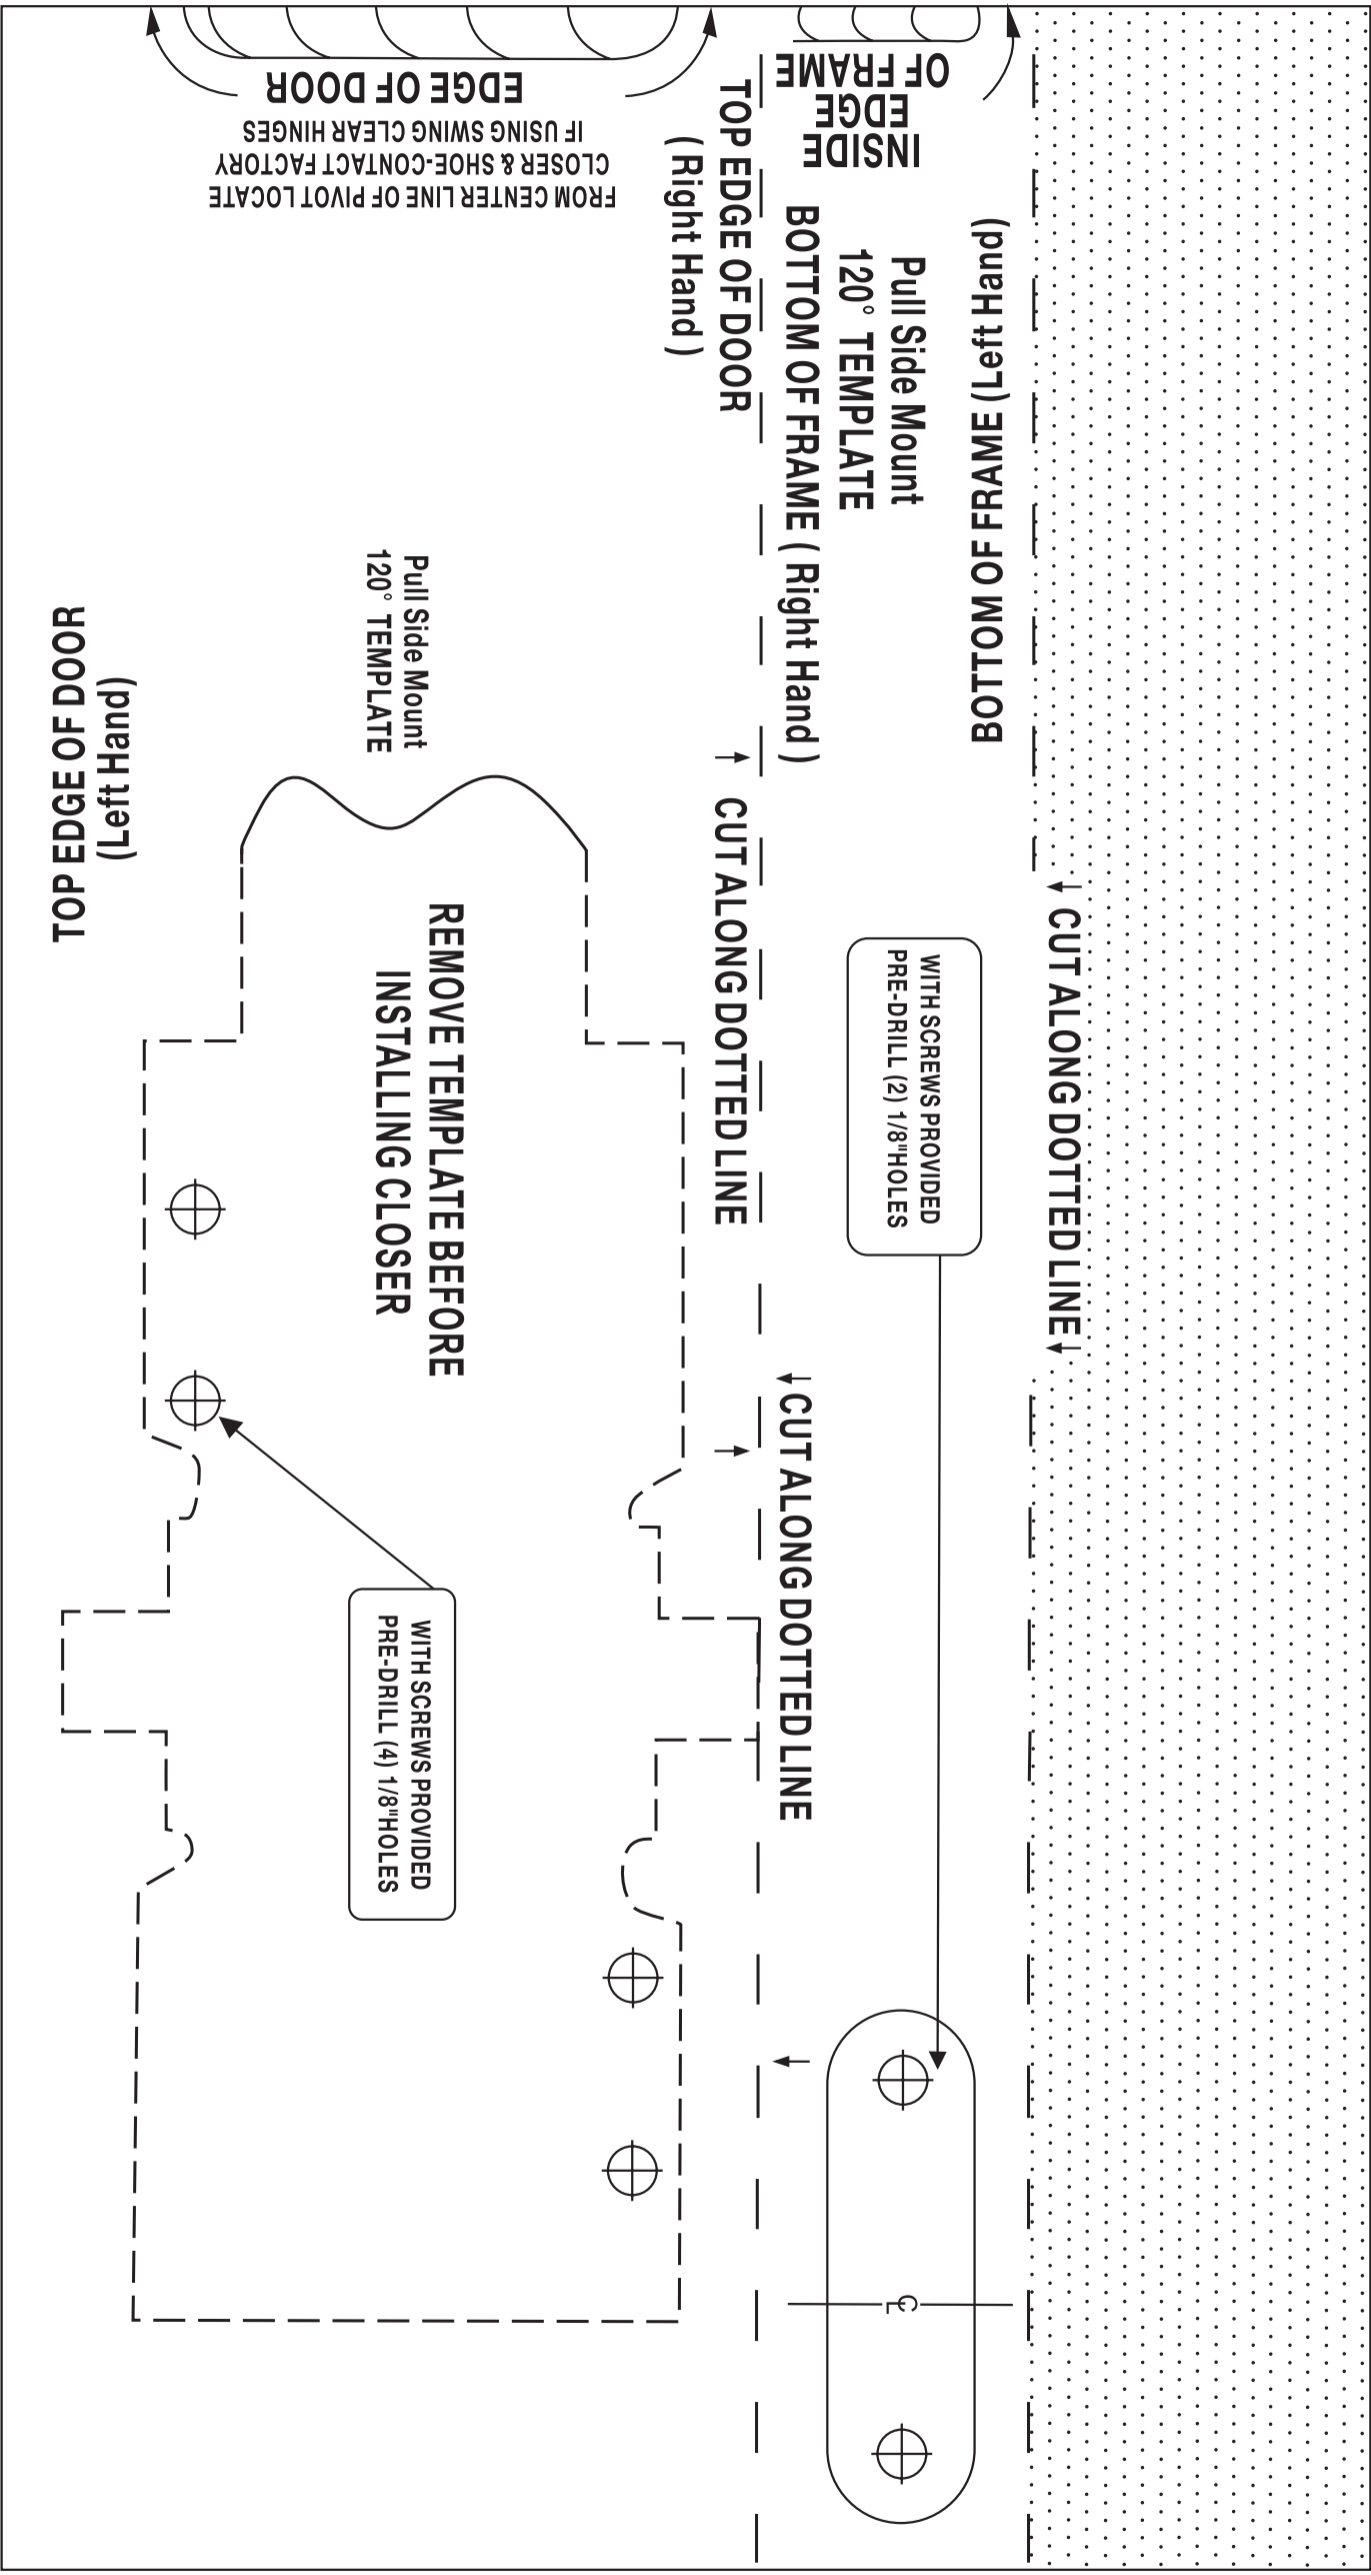 EDGE OF DOOR
IF USING SWING CLEAR HINGES
CLOSER & SHOE-CONTACT FACTORY
FROM CENTER LINE OF PIVOT LOCATE
INSIDE
EDGE
OF FRAME
TOP EDGE OF DOOR
( Right Hand )
BOTTOM OF FRAME ( Right Hand )
Pull Side Mount
120° TEMPLATE
BOTTOM OF FRAME (Left Hand)
CUT ALONG DOTTED LINE
WITH SCREWS PROVIDED
PRE-DRILL (2) 1/8"HOLES
CUT ALONG DOTTED LINE
CUT ALONG DOTTED LINE
Pull Side Mount
120° TEMPLATE
TOP EDGE OF DOOR
(Left Hand)
REMOVE TEMPLATE BEFORE
INSTALLING CLOSER
WITH SCREWS PROVIDED
PRE-DRILL (4) 1/8"HOLES
CL